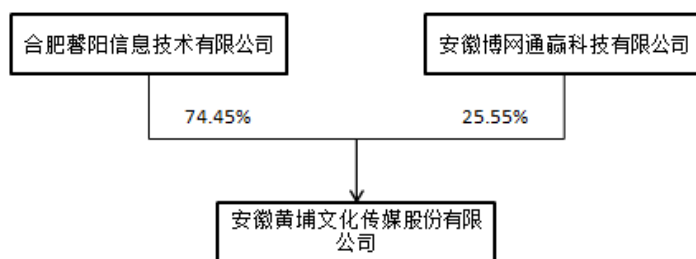 合肥馨阳信息技术有限公司
安徽博网通赢科技有限公司
74.45%
25.55%
安徽黄埔文化传媒股份有限
公司